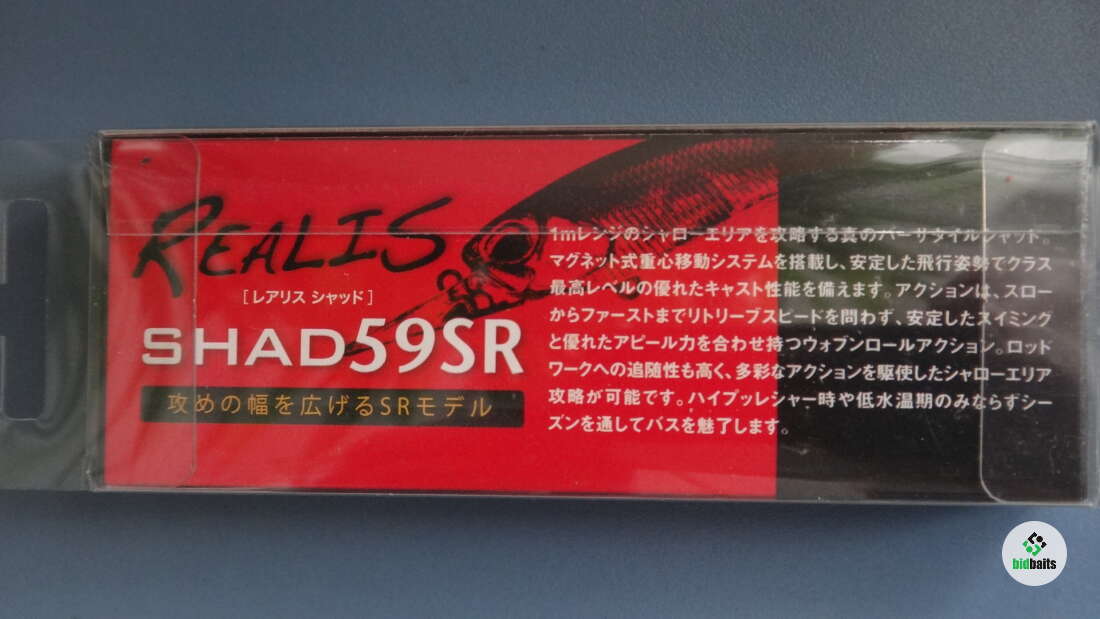 REALIS
[レアリス シャッド]
SHAD59SR
攻めの幅を広げるSRモデル
1mレンジのシャローエリアを攻略する真のバーサタイルシャッド。
マグネット式重心移動システムを搭載し、安定した飛行姿勢でクラス
最高レベルの優れたキャスト性能を備えます。アクションは、スロー
からファーストまでリトリーブスピードを問わず、安定したスイミング
と優れたアピール力を合わせ持つウォブンロールアクション。ロッド
ワークへの追随性も高く、多彩なアクションを駆使したシャローエリア
攻略が可能です。ハイプッレシャー時や低水温期のみならずシー
ズンを通してバスを魅了します。
bidbaits